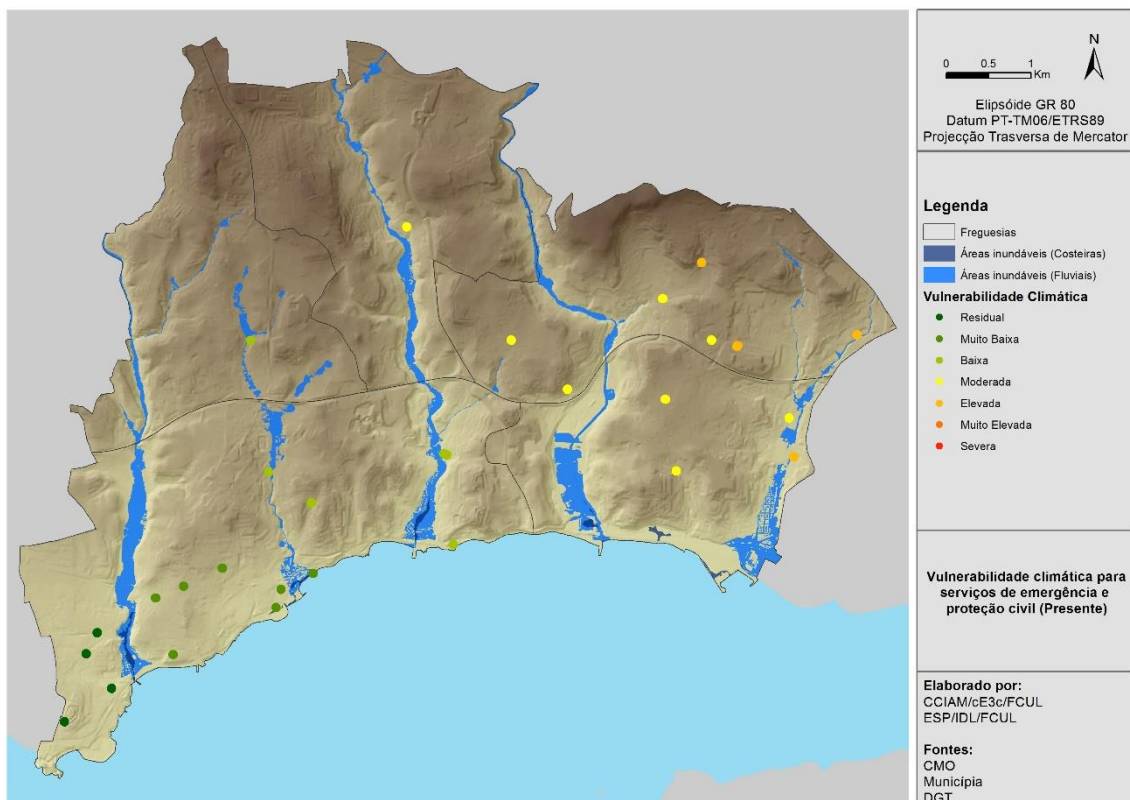 N
0 0.5 1
Km
Elipsóide GR 80
Datum PT-TM06/ETRS89
Projecção Trasversa de Mercator
Legenda
Freguesias
Áreas inundáveis (Costeiras)
Áreas inundáveis (Fluviais)
Vulnerabilidade Climática
Residual
Muito Baixa
Baixa
Moderada
Elevada
Muito Elevada
Severa
Vulnerabilidade climática para
serviços de emergência e
proteção civil (Presente)
Elaborado por:
CCIAM/cE3c/FCUL
ESP/IDL/FCUL
Fontes:
CMO
Municípia
DGT